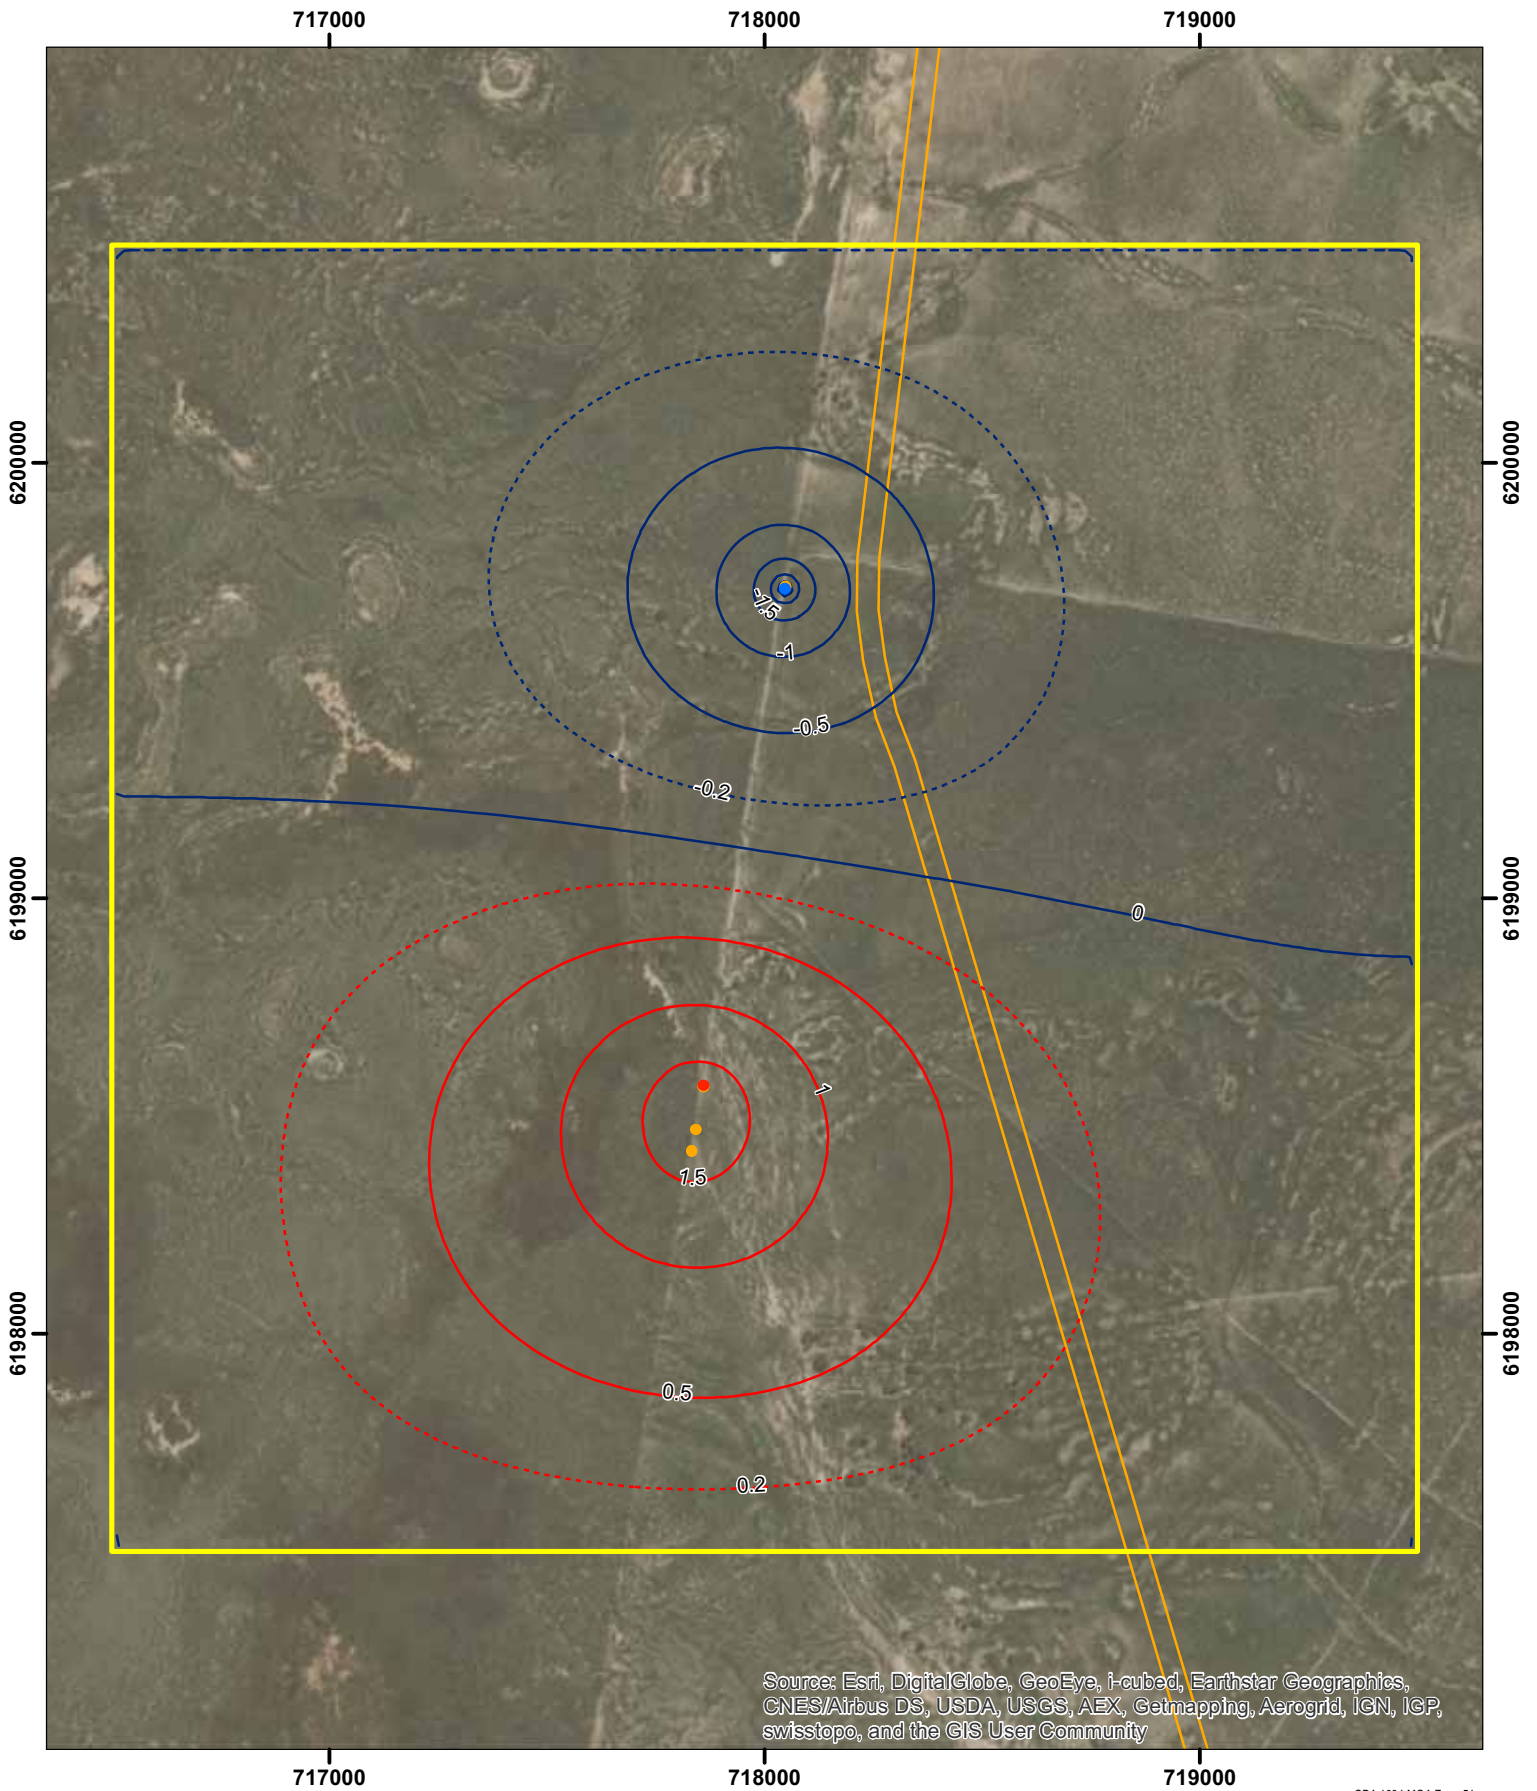 717000 718000 719000
6200000 6200000
-1.5
-1
-0.5
-0.2
6199000 6199000
0
1
1.5
6198000 6198000
0.5
0.2
Source: Esri, DigitalGlobe, GeoEye, i-cubed, Earthstar Geographics,
CNES/Airbus DS, USDA, USGS, AEX, Getmapping, Aerogrid, IGN, IGP,
swisstopo, and the GIS User Community
717000 718000 719000